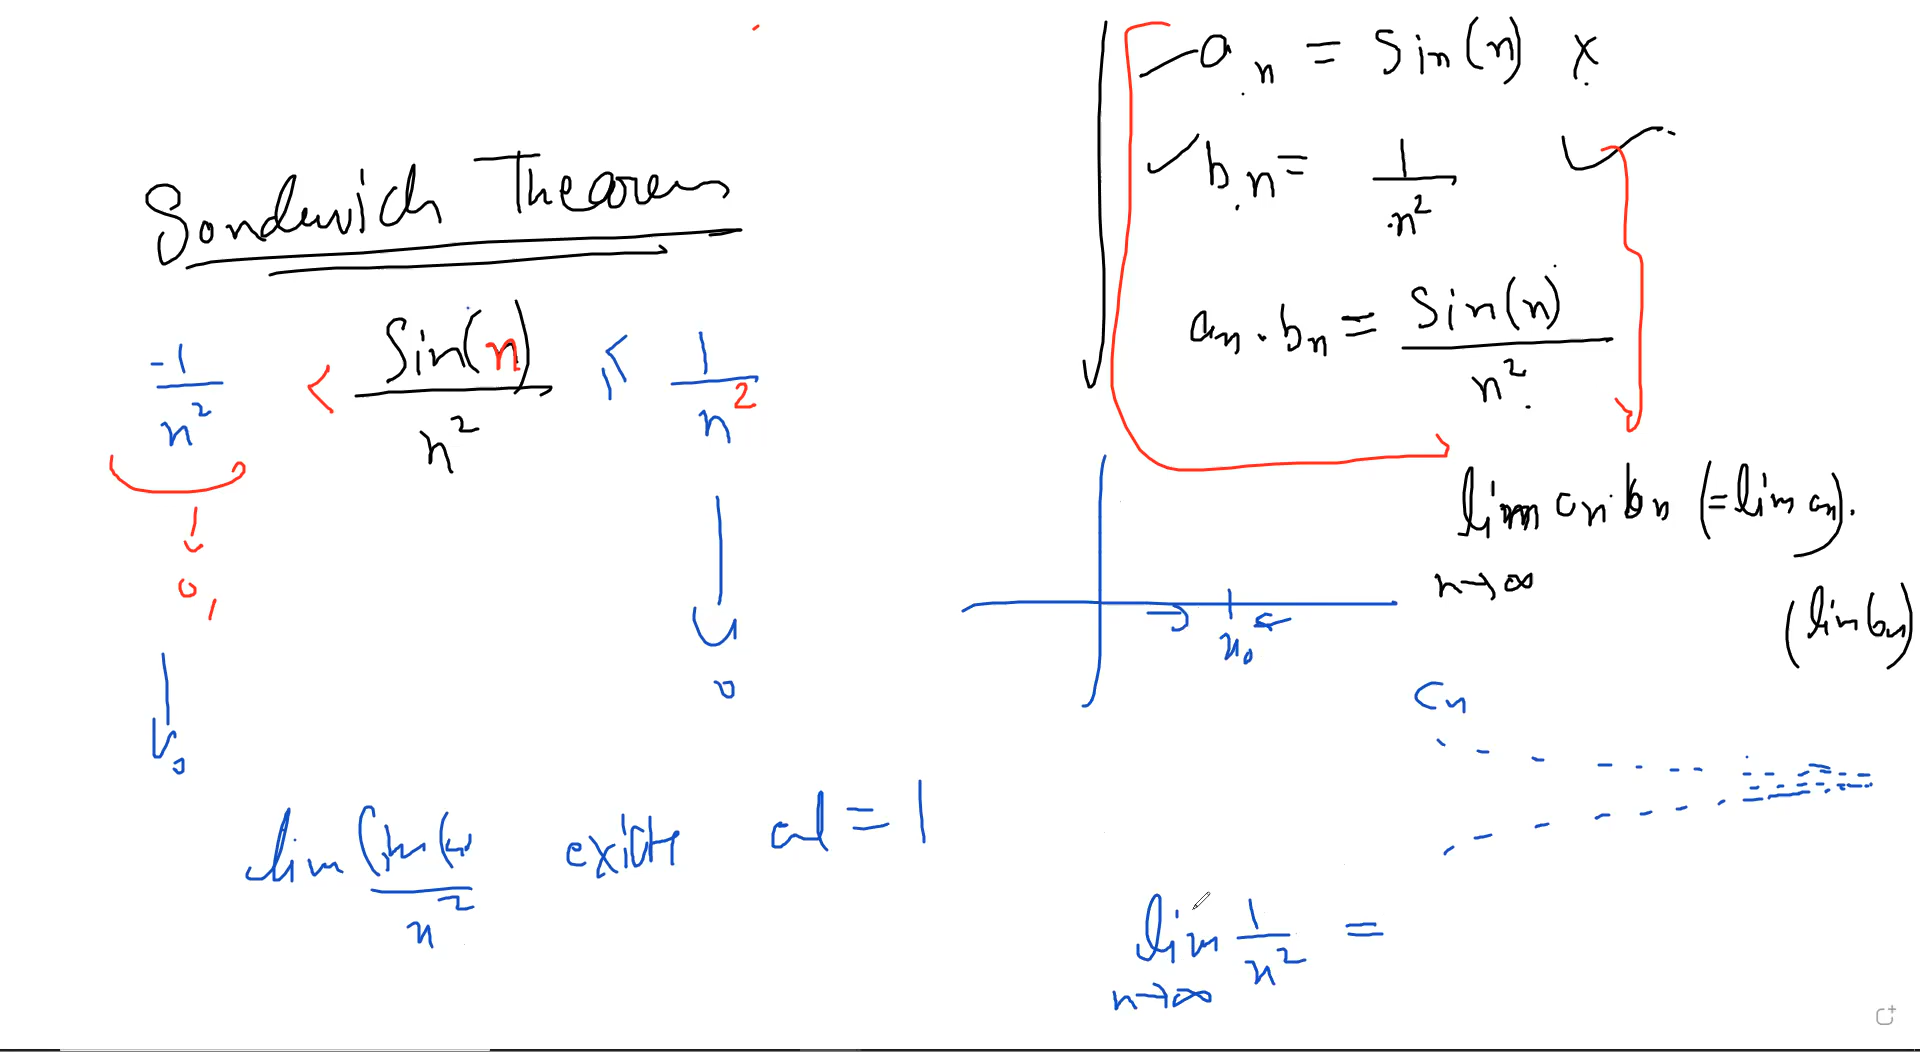 Sandwich Theorem
-1/n² < Sin(n)/n² ≤ 1/n²
0,
0
0
lim Sin(n)/n² exists and = 1
aₙ = Sin(n) ×
✓ bₙ = 1/n² ✓
aₙ · bₙ = Sin(n)/n²
lim n→∞ aₙ bₙ (= lim aₙ).
(lim bₙ)
x₀
Cₙ
lim n→∞ 1/n² =